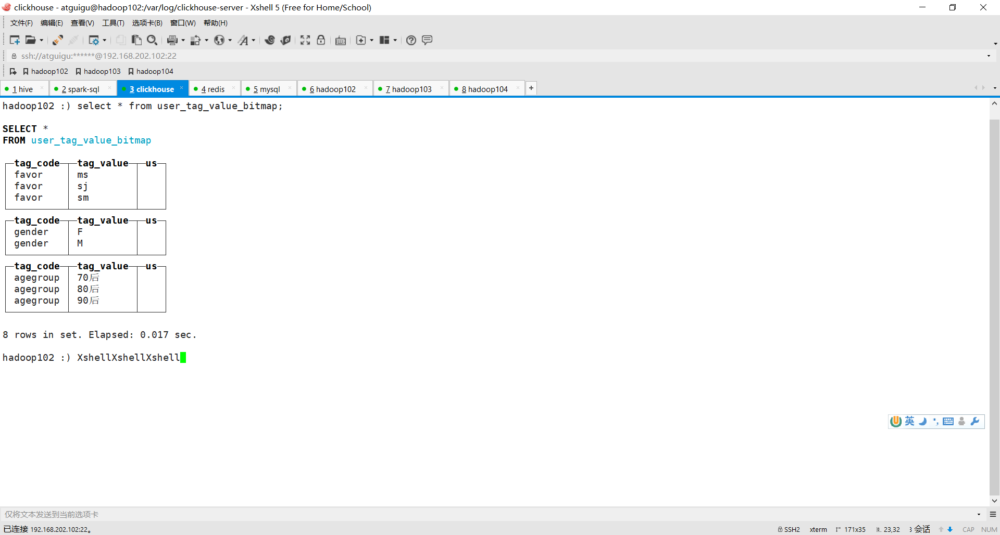 clickhouse - atguigu@hadoop102:/var/log/clickhouse-server - Xshell 5 (Free for Home/School)
文件(F) 编辑(E) 查看(V) 工具(T) 选项卡(B) 窗口(W) 帮助(H)
ssh://atguigu:******@192.168.202.102:22
hadoop102 hadoop103 hadoop104
1 hive 2 spark-sql 3 clickhouse 4 redis 5 mysql 6 hadoop102 7 hadoop103 8 hadoop104 +
hadoop102 :) select * from user_tag_value_bitmap;
SELECT *
FROM user_tag_value_bitmap
tag_code tag_value us
favor ms
favor sj
favor sm
tag_code tag_value us
gender F
gender M
tag_code tag_value us
agegroup 70后
agegroup 80后
agegroup 90后
8 rows in set. Elapsed: 0.017 sec.
hadoop102 :) XshellXshellXshell
英
仅将文本发送到当前选项卡
已连接 192.168.202.102:22。 SSH2 xterm 171x35 23,32 3 会话 CAP NUM